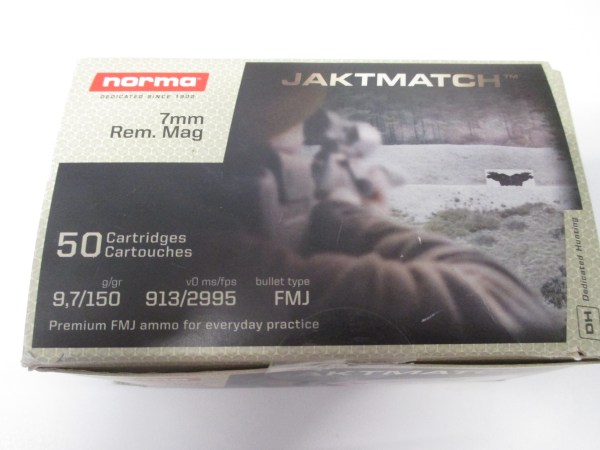 norma
DEDICATED SINCE 1902
JAKTMATCH™
7mm
Rem. Mag
50 Cartridges
Cartouches
g/gr
9,7/150
v0 ms/fps
913/2995
bullet type
FMJ
Premium FMJ ammo for everyday practice
DH Dedicated Hunting
JAKTMATCH